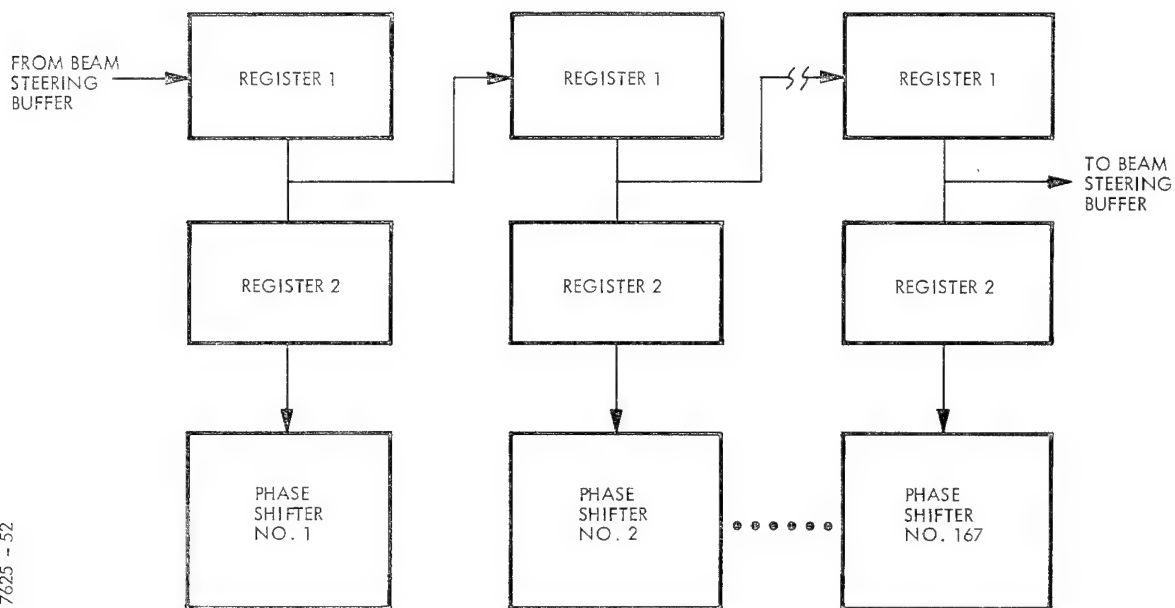 FROM BEAM
STEERING
BUFFER
REGISTER 1
REGISTER 1
REGISTER 1
TO BEAM
STEERING
BUFFER
REGISTER 2
REGISTER 2
REGISTER 2
PHASE
SHIFTER
NO. 1
PHASE
SHIFTER
NO. 2
PHASE
SHIFTER
NO. 167
7625 - 52